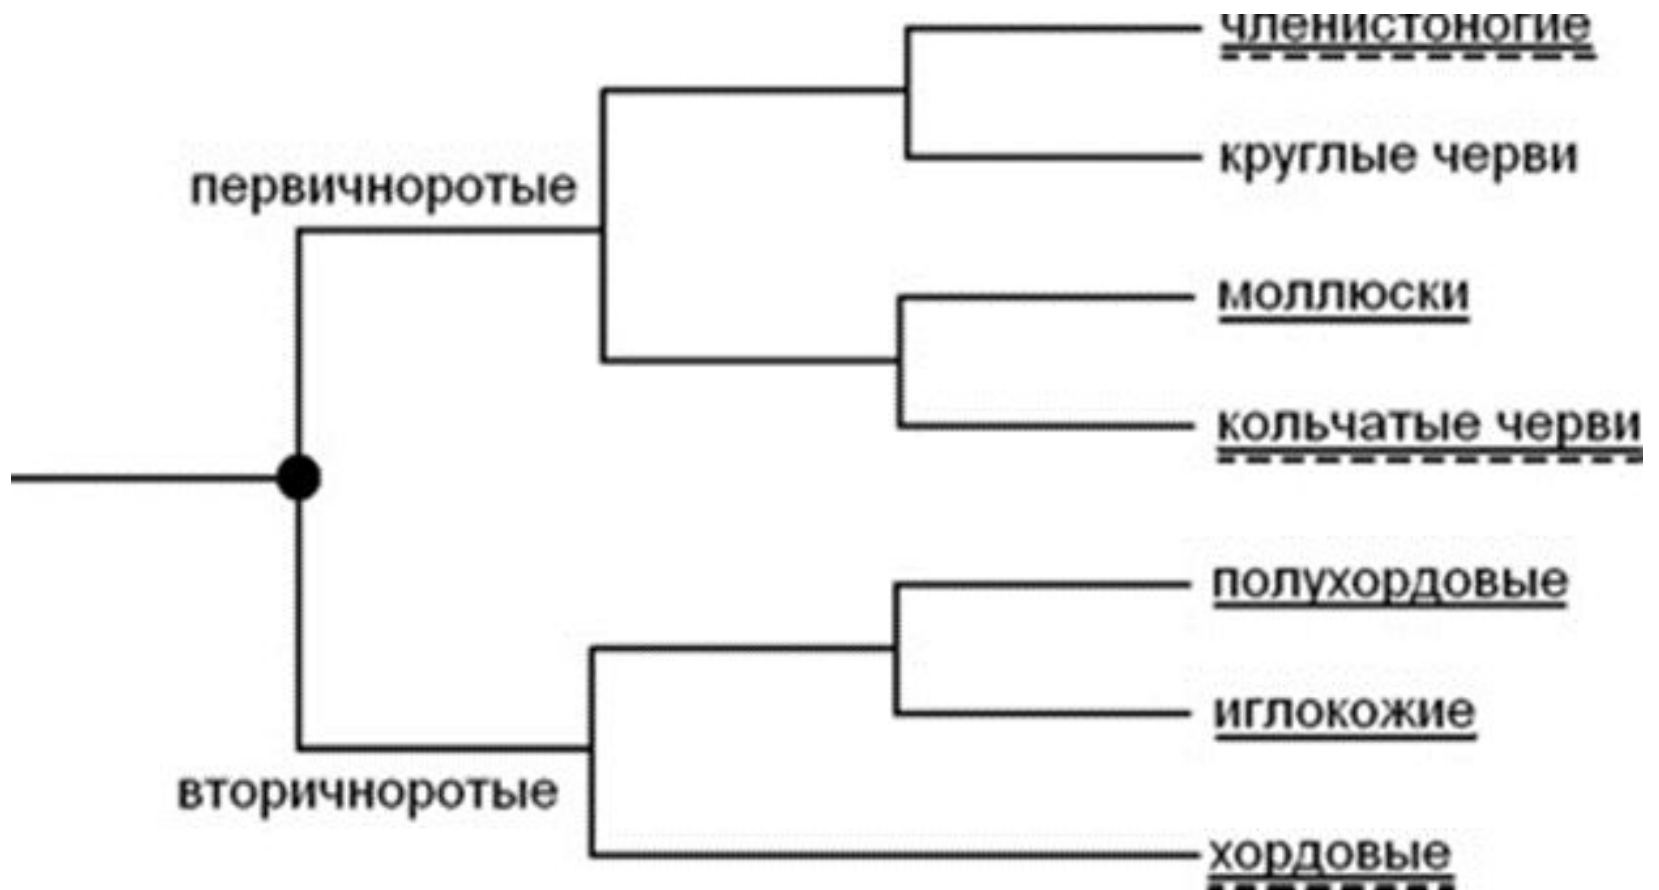 членистоногие
круглые черви
первичноротые
моллюски
кольчатые черви
полухордовые
иглокожие
вторичноротые
хордовые